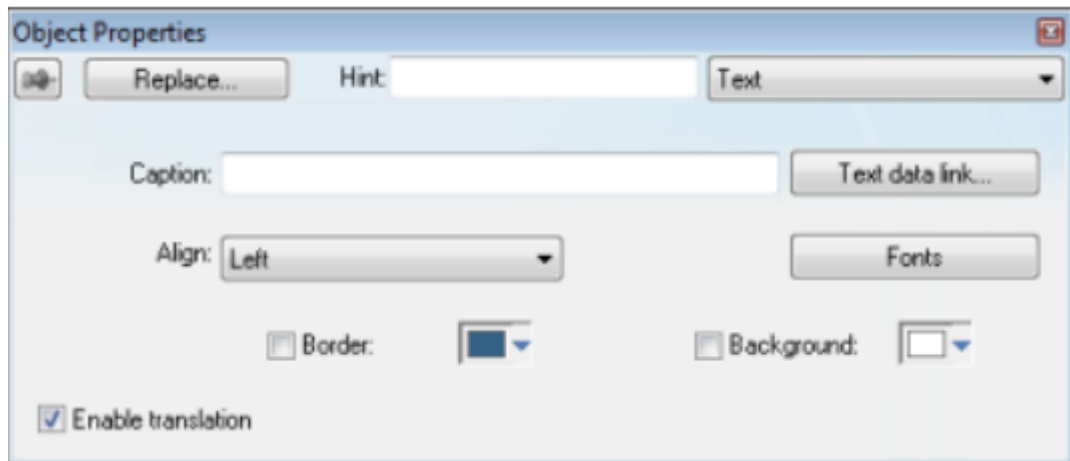 Object Properties
Replace... Hint: Text
Caption: Text data link...
Align: Left Fonts
Border: Background:
Enable translation